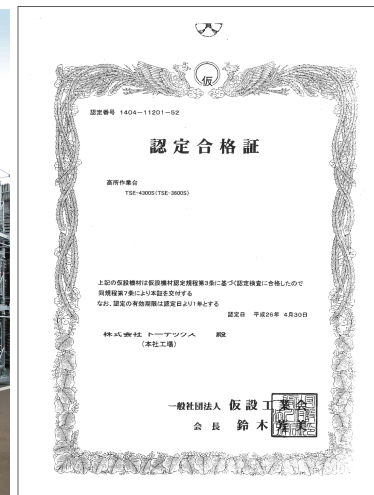 仮
認定番号 1404-11201-52
認定合格証
高所作業台
TSE-4300S(TSE-3600S)
上記の仮設機材は仮設機材認定規程第3条に基づく認定検査に合格したので
同規程第7条により本証を交付する
なお、認定の有効期限は認定日より1年とする
認定日 平成26年 4月30日
株式会社 トーテックス 殿
(本社工場)
一般社団法人 仮設工業会
会長 鈴木芳美